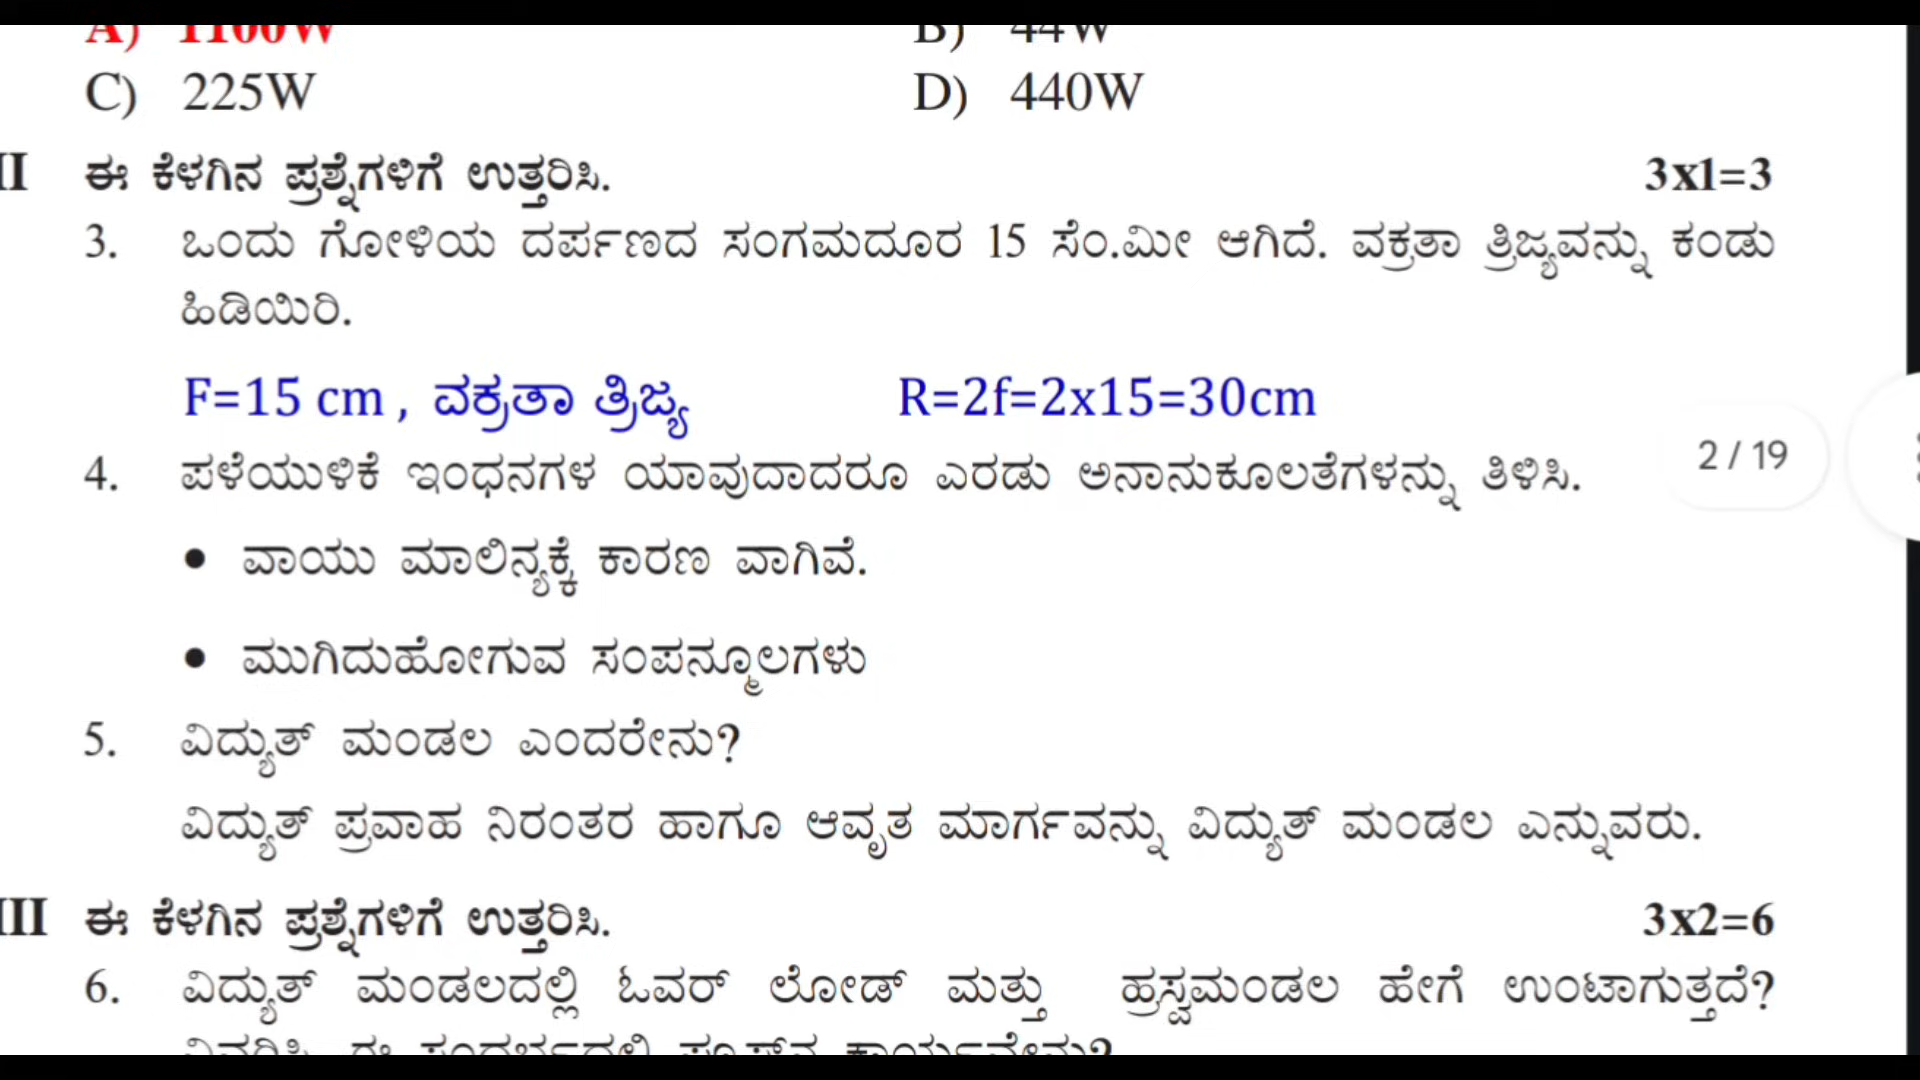 A) 1100W B) 44W
C) 225W D) 440W
II ಈ ಕೆಳಗಿನ ಪ್ರಶ್ನೆಗಳಿಗೆ ಉತ್ತರಿಸಿ. 3x1=3
3. ಒಂದು ಗೋಳಿಯ ದರ್ಪಣದ ಸಂಗಮದೂರ 15 ಸೆಂ.ಮೀ ಆಗಿದೆ. ವಕ್ರತಾ ತ್ರಿಜ್ಯವನ್ನು ಕಂಡು
ಹಿಡಿಯಿರಿ.
F=15 cm , ವಕ್ರತಾ ತ್ರಿಜ್ಯ R=2f=2x15=30cm
4. ಪಳೆಯುಳಿಕೆ ಇಂಧನಗಳ ಯಾವುದಾದರೂ ಎರಡು ಅನಾನುಕೂಲತೆಗಳನ್ನು ತಿಳಿಸಿ.
2 / 19
• ವಾಯು ಮಾಲಿನ್ಯಕ್ಕೆ ಕಾರಣ ವಾಗಿವೆ.
• ಮುಗಿದುಹೋಗುವ ಸಂಪನ್ಮೂಲಗಳು
5. ವಿದ್ಯುತ್ ಮಂಡಲ ಎಂದರೇನು?
ವಿದ್ಯುತ್ ಪ್ರವಾಹ ನಿರಂತರ ಹಾಗೂ ಆವೃತ ಮಾರ್ಗವನ್ನು ವಿದ್ಯುತ್ ಮಂಡಲ ಎನ್ನುವರು.
III ಈ ಕೆಳಗಿನ ಪ್ರಶ್ನೆಗಳಿಗೆ ಉತ್ತರಿಸಿ. 3x2=6
6. ವಿದ್ಯುತ್ ಮಂಡಲದಲ್ಲಿ ಓವರ್ ಲೋಡ್ ಮತ್ತು ಹ್ರಸ್ವಮಂಡಲ ಹೇಗೆ ಉಂಟಾಗುತ್ತದೆ?